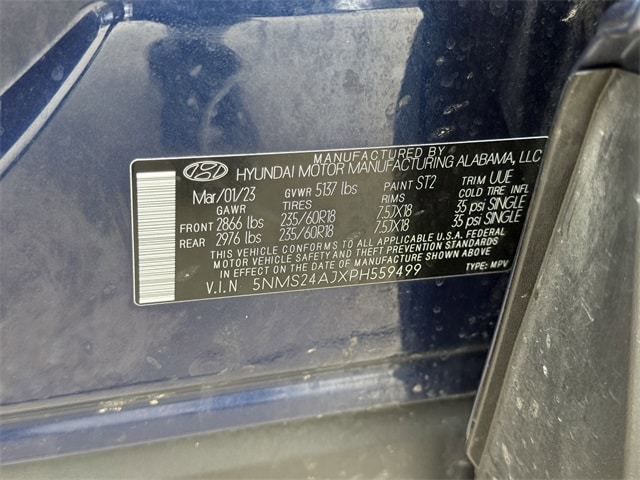 MANUFACTURED BY
HYUNDAI MOTOR MANUFACTURING ALABAMA, LLC
Mar/01/23 GVWR 5137 lbs PAINT ST2 TRIM UUE
GAWR TIRES RIMS COLD TIRE INFL
FRONT 2866 lbs 235/60R18 7.5JX18 35 psi SINGLE
REAR 2976 lbs 235/60R18 7.5JX18 35 psi SINGLE
THIS VEHICLE CONFORMS TO ALL APPLICABLE U.S.A. FEDERAL
MOTOR VEHICLE SAFETY BUMPER, AND THEFT PREVENTION STANDARDS
IN EFFECT ON THE DATE OF MANUFACTURE SHOWN ABOVE
V.I.N 5NMS24AJXPH559499 TYPE: MPV